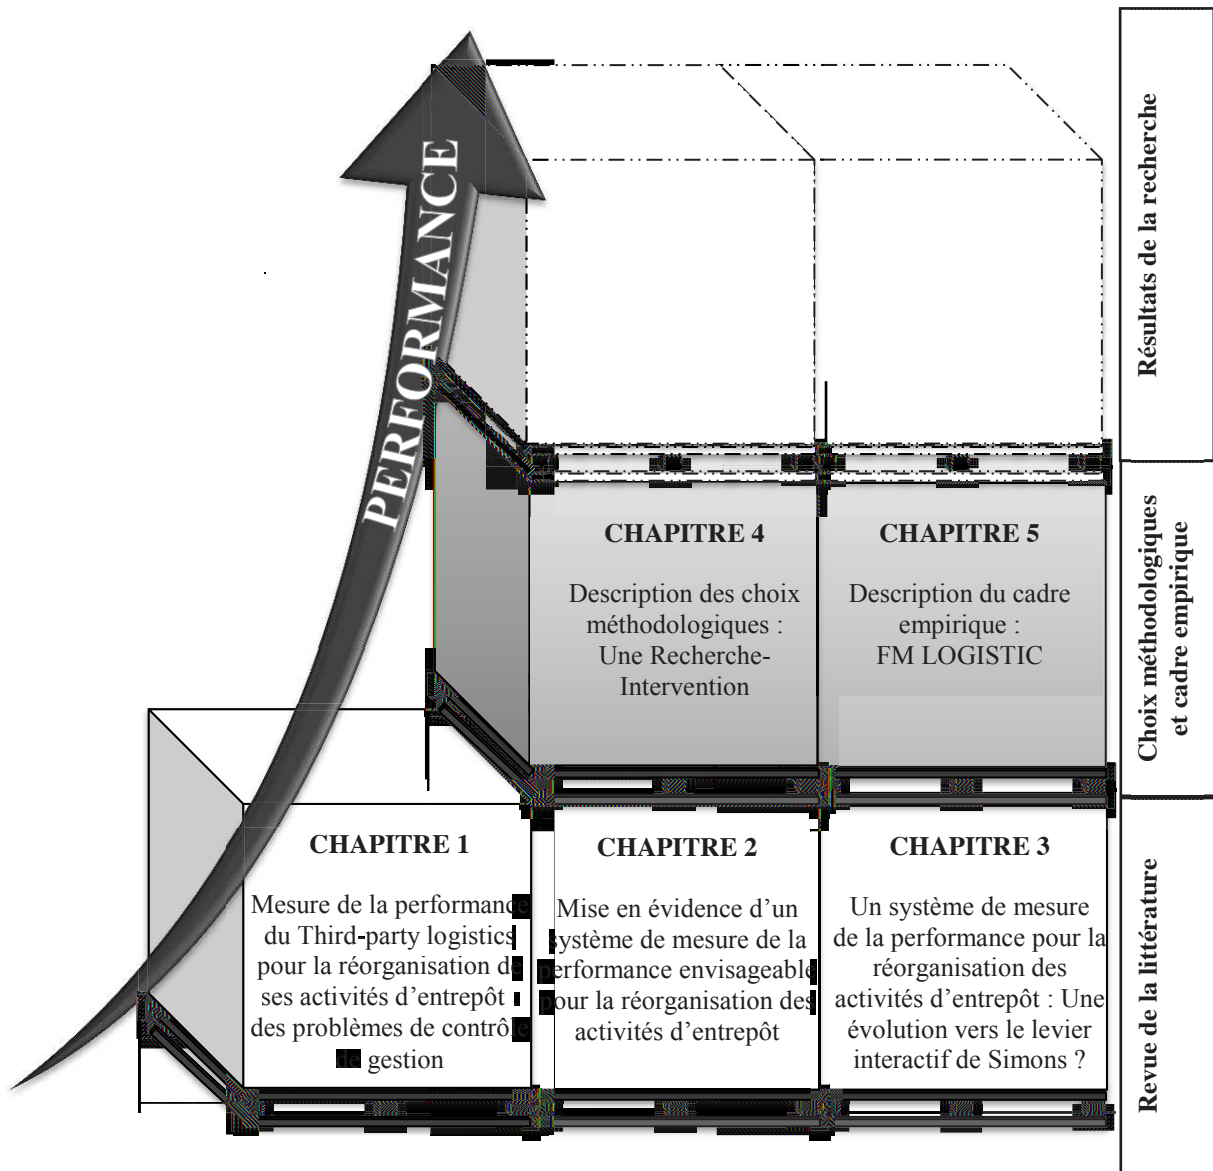 PERFORMANCE
Résultats de la recherche
CHAPITRE 4
Description des choix
méthodologiques :
Une Recherche-
Intervention
CHAPITRE 5
Description du cadre
empirique :
FM LOGISTIC
Choix méthodologiques
et cadre empirique
CHAPITRE 1
Mesure de la performance
du Third-party logistics
pour la réorganisation de
ses activités d’entrepôt :
des problèmes de contrôle
de gestion
CHAPITRE 2
Mise en évidence d’un
système de mesure de la
performance envisageable
pour la réorganisation des
activités d’entrepôt
CHAPITRE 3
Un système de mesure
de la performance pour la
réorganisation des
activités d’entrepôt : Une
évolution vers le levier
interactif de Simons ?
Revue de la littérature